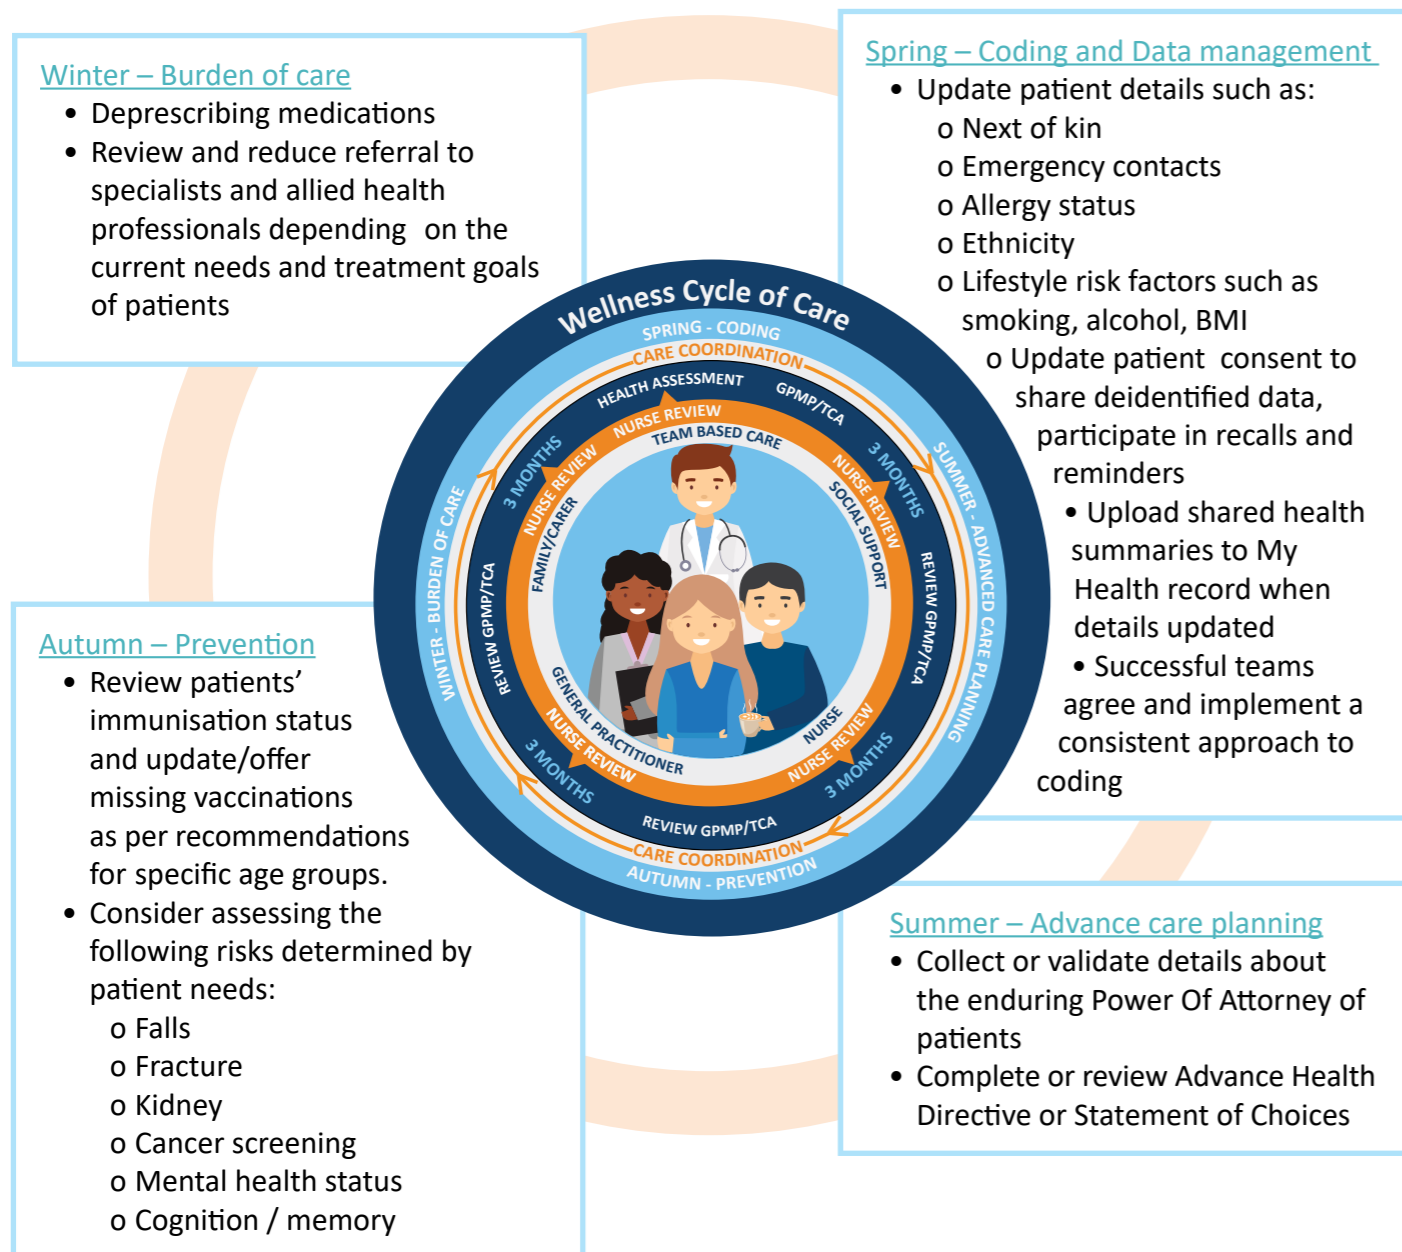 Winter – Burden of care
• Deprescribing medications
• Review and reduce referral to
specialists and allied health
professionals depending on the
current needs and treatment goals
of patients
Spring – Coding and Data management
• Update patient details such as:
o Next of kin
o Emergency contacts
o Allergy status
o Ethnicity
o Lifestyle risk factors such as
smoking, alcohol, BMI
o Update patient consent to
share deidentified data,
participate in recalls and
reminders
• Upload shared health
summaries to My
Health record when
details updated
• Successful teams
agree and implement a
consistent approach to
coding
Wellness Cycle of Care
SPRING - CODING
CARE COORDINATION
HEALTH ASSESSMENT
GPMP/TCA
NURSE REVIEW
TEAM BASED CARE
3 MONTHS
NURSE REVIEW
FAMILY/CARER
3 MONTHS
NURSE REVIEW
SOCIAL SUPPORT
SUMMER - ADVANCED CARE PLANNING
WINTER - BURDEN OF CARE
REVIEW GPMP/TCA
REVIEW GPMP/TCA
GENERAL PRACTITIONER
NURSE
NURSE REVIEW
NURSE REVIEW
3 MONTHS
3 MONTHS
REVIEW GPMP/TCA
CARE COORDINATION
AUTUMN - PREVENTION
Autumn – Prevention
• Review patients’
immunisation status
and update/offer
missing vaccinations
as per recommendations
for specific age groups.
• Consider assessing the
following risks determined by
patient needs:
o Falls
o Fracture
o Kidney
o Cancer screening
o Mental health status
o Cognition / memory
Summer – Advance care planning
• Collect or validate details about
the enduring Power Of Attorney of
patients
• Complete or review Advance Health
Directive or Statement of Choices